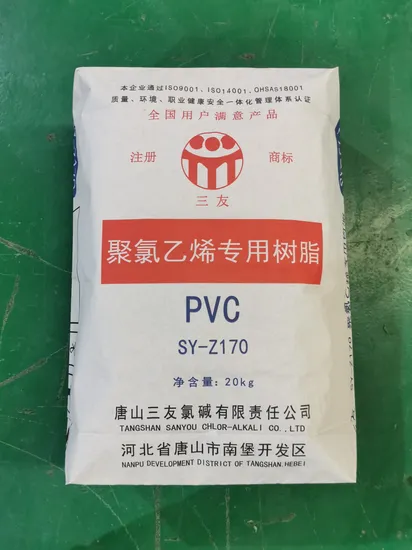 本企业通过ISO9001、ISO14001、OHSAS18001
质量、环境、职业健康安全一体化管理体系认证
全国用户满意产品
注册 商标
三友
聚氯乙烯专用树脂
PVC
SY-Z170
净含量: 20kg
唐山三友氯碱有限责任公司
TANGSHAN SANYOU CHLOR-ALKALI CO.,LTD
河北省唐山市南堡开发区
NANPU DEVELOPMENT DISTRICT OF TANGSHAN.HEBEI